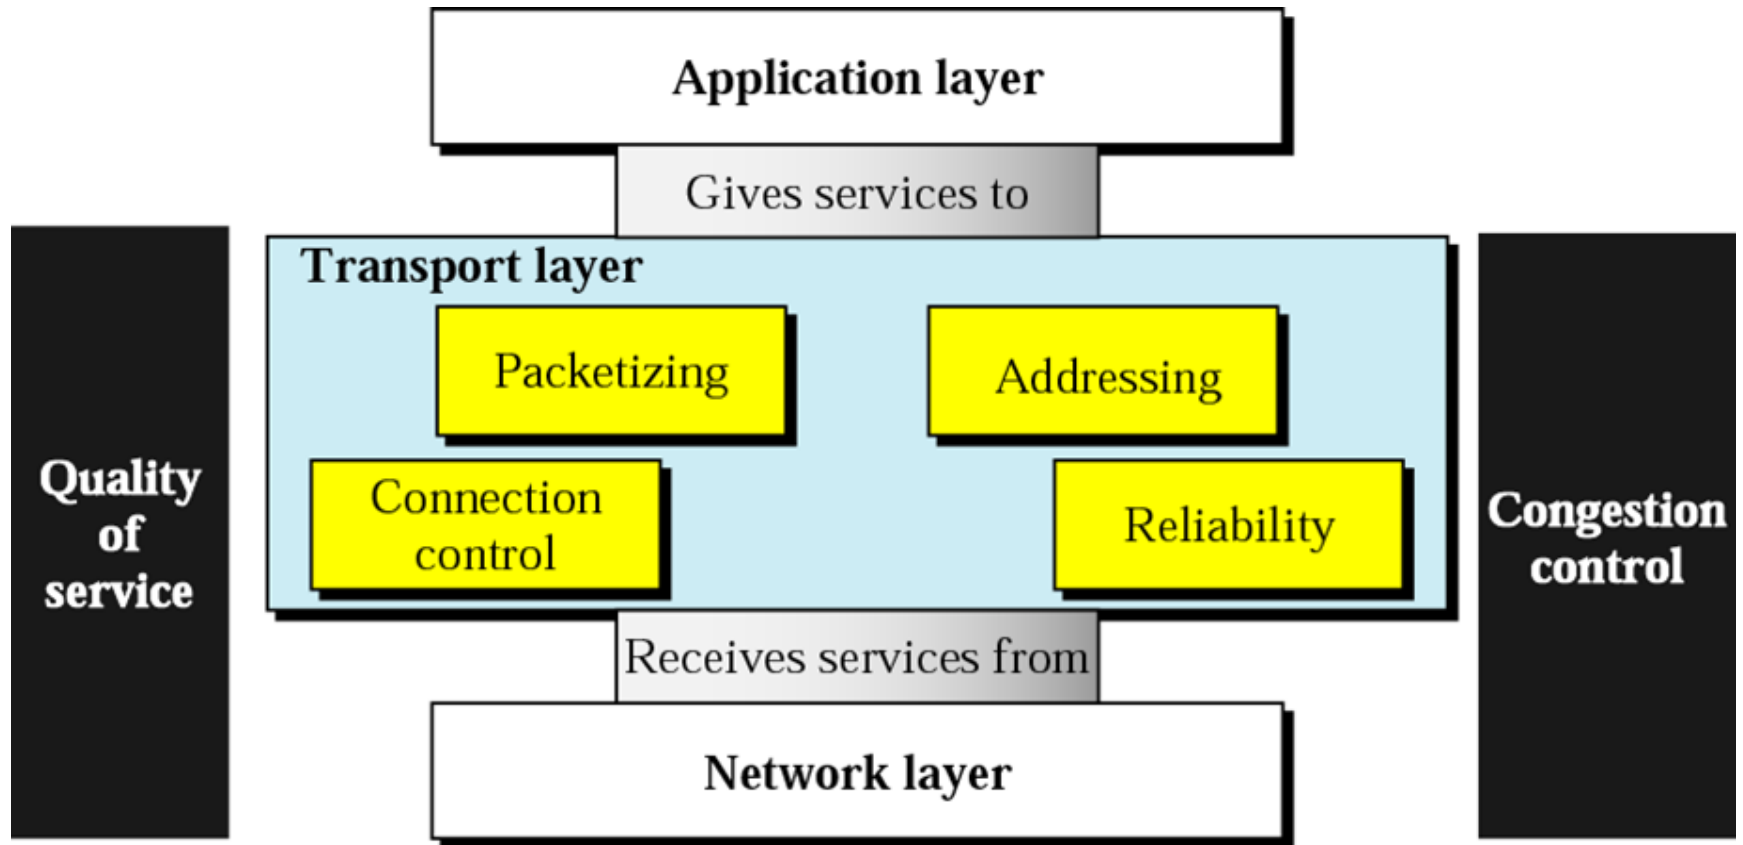 Application layer
Gives services to
Transport layer
Packetizing
Addressing
Connection
control
Reliability
Quality
of
service
Congestion
control
Receives services from
Network layer